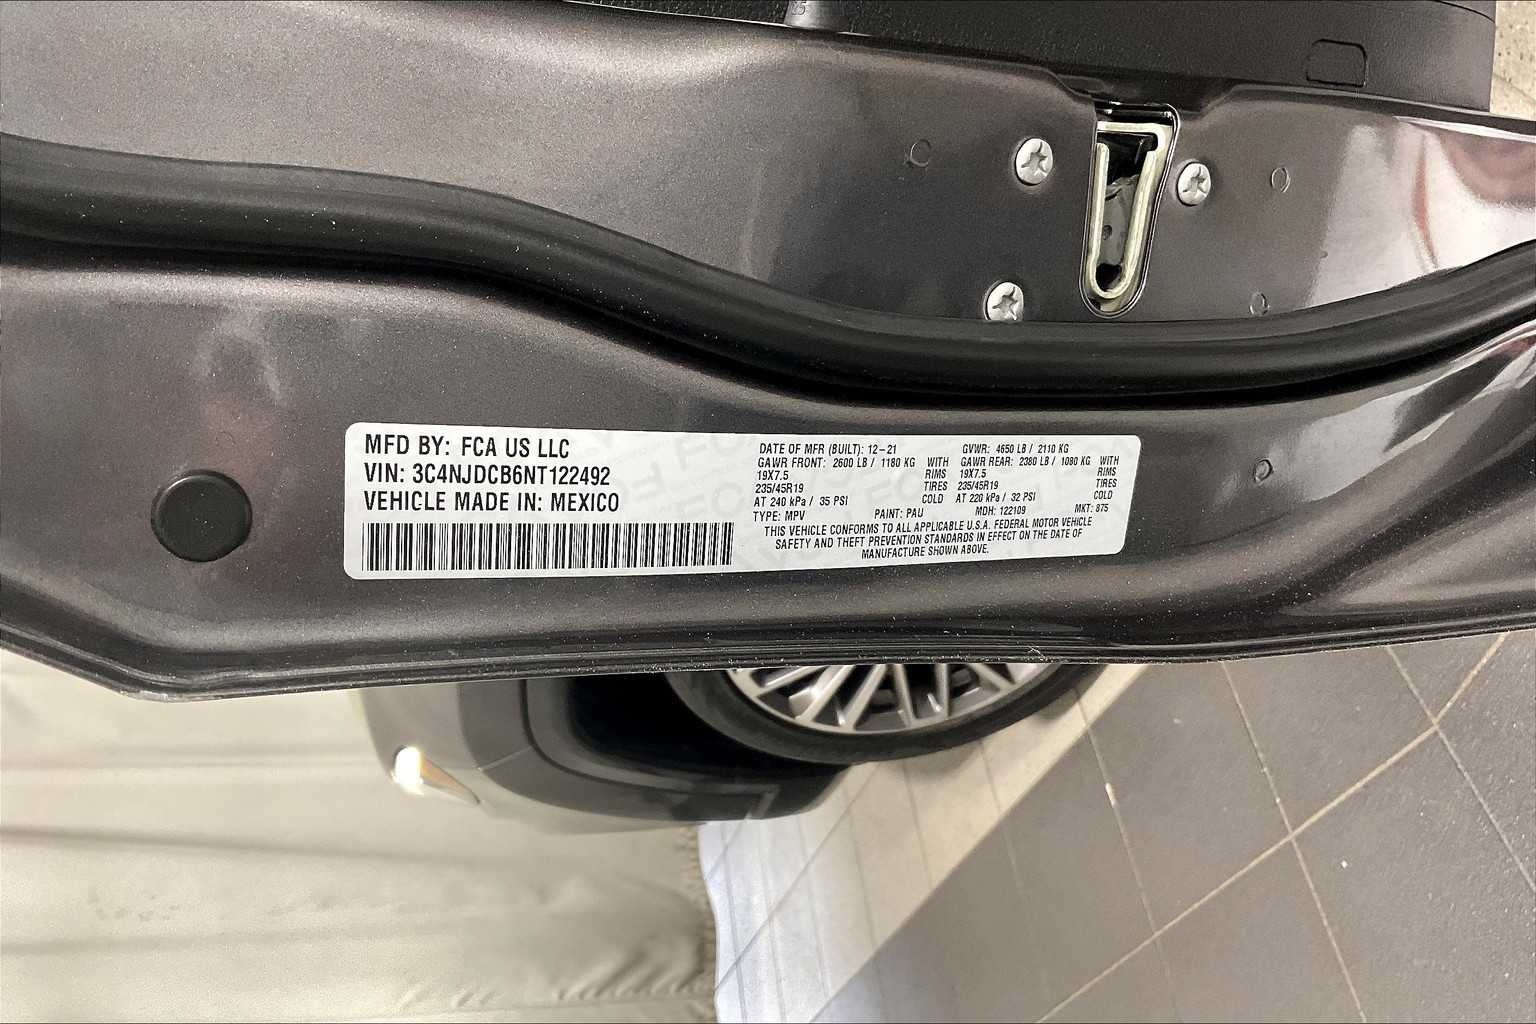 MFD BY: FCA US LLC
VIN: 3C4NJDCB6NT122492
VEHICLE MADE IN: MEXICO
DATE OF MFR (BUILT): 12-21 GVWR: 4650 LB / 2110 KG
GAWR FRONT: 2600 LB / 1180 KG WITH GAWR REAR: 2380 LB / 1080 KG WITH
19X7.5 RIMS 19X7.5 RIMS
235/45R19 TIRES 235/45R19 TIRES
AT 240 kPa / 35 PSI COLD AT 220 kPa / 32 PSI COLD
TYPE: MPV PAINT: PAU MDH: 122109 MKT: 875
THIS VEHICLE CONFORMS TO ALL APPLICABLE U.S.A. FEDERAL MOTOR VEHICLE
SAFETY AND THEFT PREVENTION STANDARDS IN EFFECT ON THE DATE OF
MANUFACTURE SHOWN ABOVE.